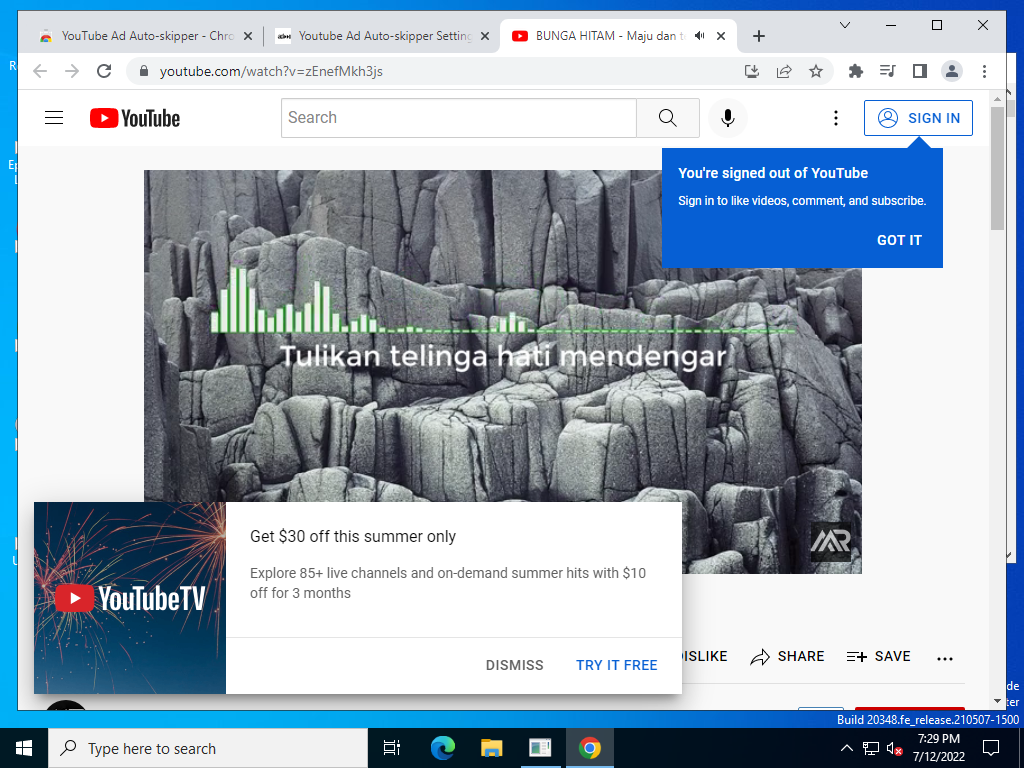 YouTube Ad Auto-skipper - Chro
Youtube Ad Auto-skipper Setting
BUNGA HITAM - Maju dan t
youtube.com/watch?v=zEnefMkh3js
YouTube
Search
SIGN IN
You're signed out of YouTube
Sign in to like videos, comment, and subscribe.
GOT IT
Tulikan telinga hati mendengar
MR
YouTubeTV
Get $30 off this summer only
Explore 85+ live channels and on-demand summer hits with $10
off for 3 months
DISMISS
TRY IT FREE
DISLIKE
SHARE
SAVE
Build 20348.fe_release.210507-1500
Type here to search
7:29 PM
7/12/2022